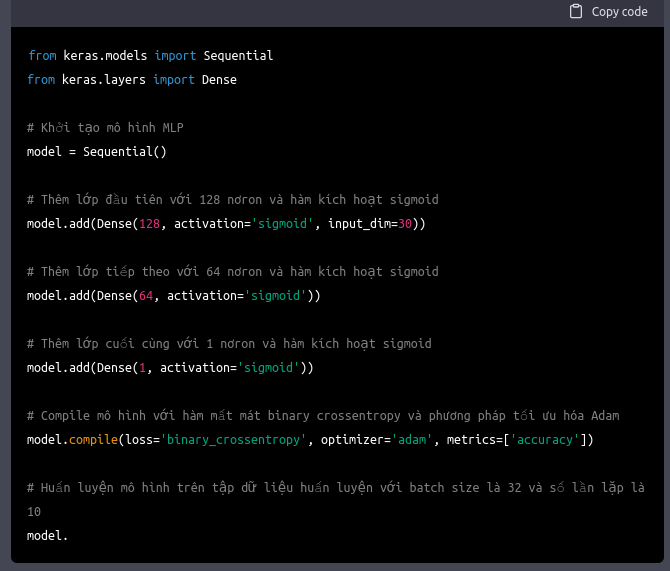 Copy code
from keras.models import Sequential
from keras.layers import Dense
# Khởi tạo mô hình MLP
model = Sequential()
# Thêm lớp đầu tiên với 128 nơron và hàm kích hoạt sigmoid
model.add(Dense(128, activation='sigmoid', input_dim=30))
# Thêm lớp tiếp theo với 64 nơron và hàm kích hoạt sigmoid
model.add(Dense(64, activation='sigmoid'))
# Thêm lớp cuối cùng với 1 nơron và hàm kích hoạt sigmoid
model.add(Dense(1, activation='sigmoid'))
# Compile mô hình với hàm mất mát binary crossentropy và phương pháp tối ưu hóa Adam
model.compile(loss='binary_crossentropy', optimizer='adam', metrics=['accuracy'])
# Huấn luyện mô hình trên tập dữ liệu huấn luyện với batch size là 32 và số lần lặp là
10
model.